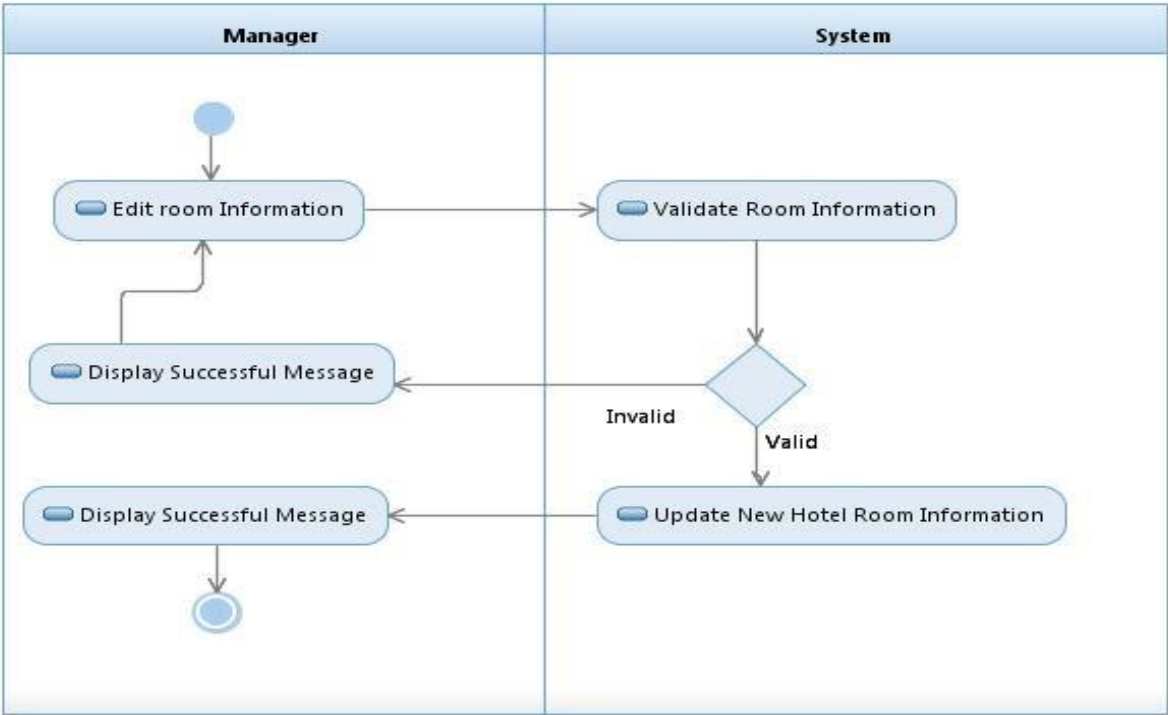 Manager
System
Edit room Information
Validate Room Information
Display Successful Message
Invalid
Valid
Display Successful Message
Update New Hotel Room Information